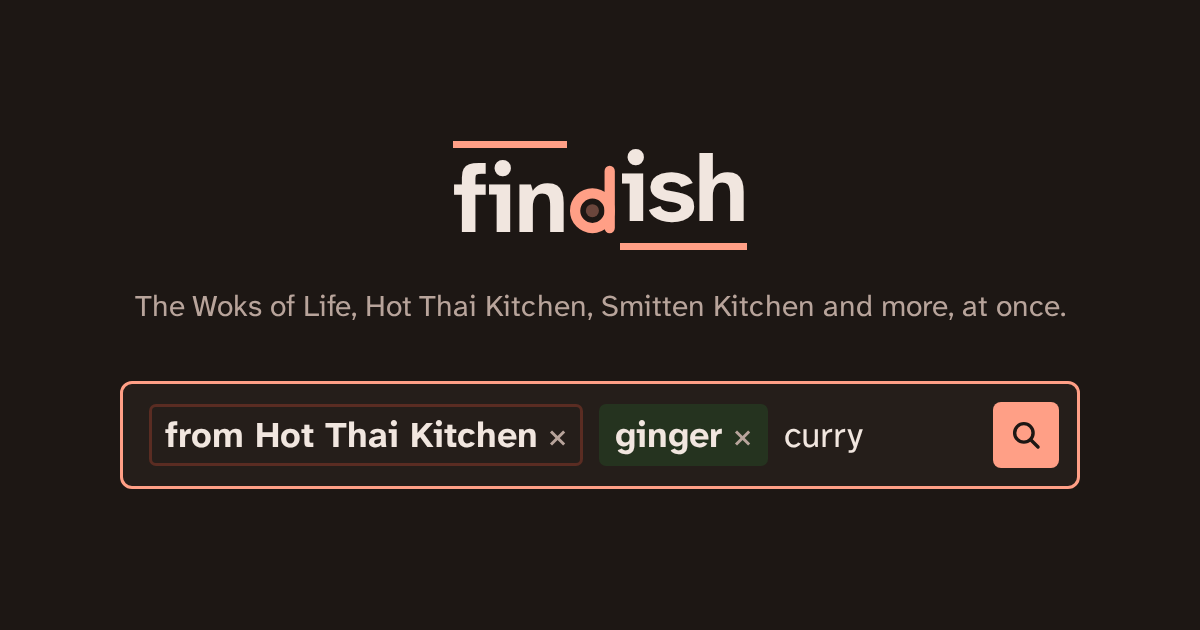 findish
The Woks of Life, Hot Thai Kitchen, Smitten Kitchen and more, at once.
from Hot Thai Kitchen × ginger × curry